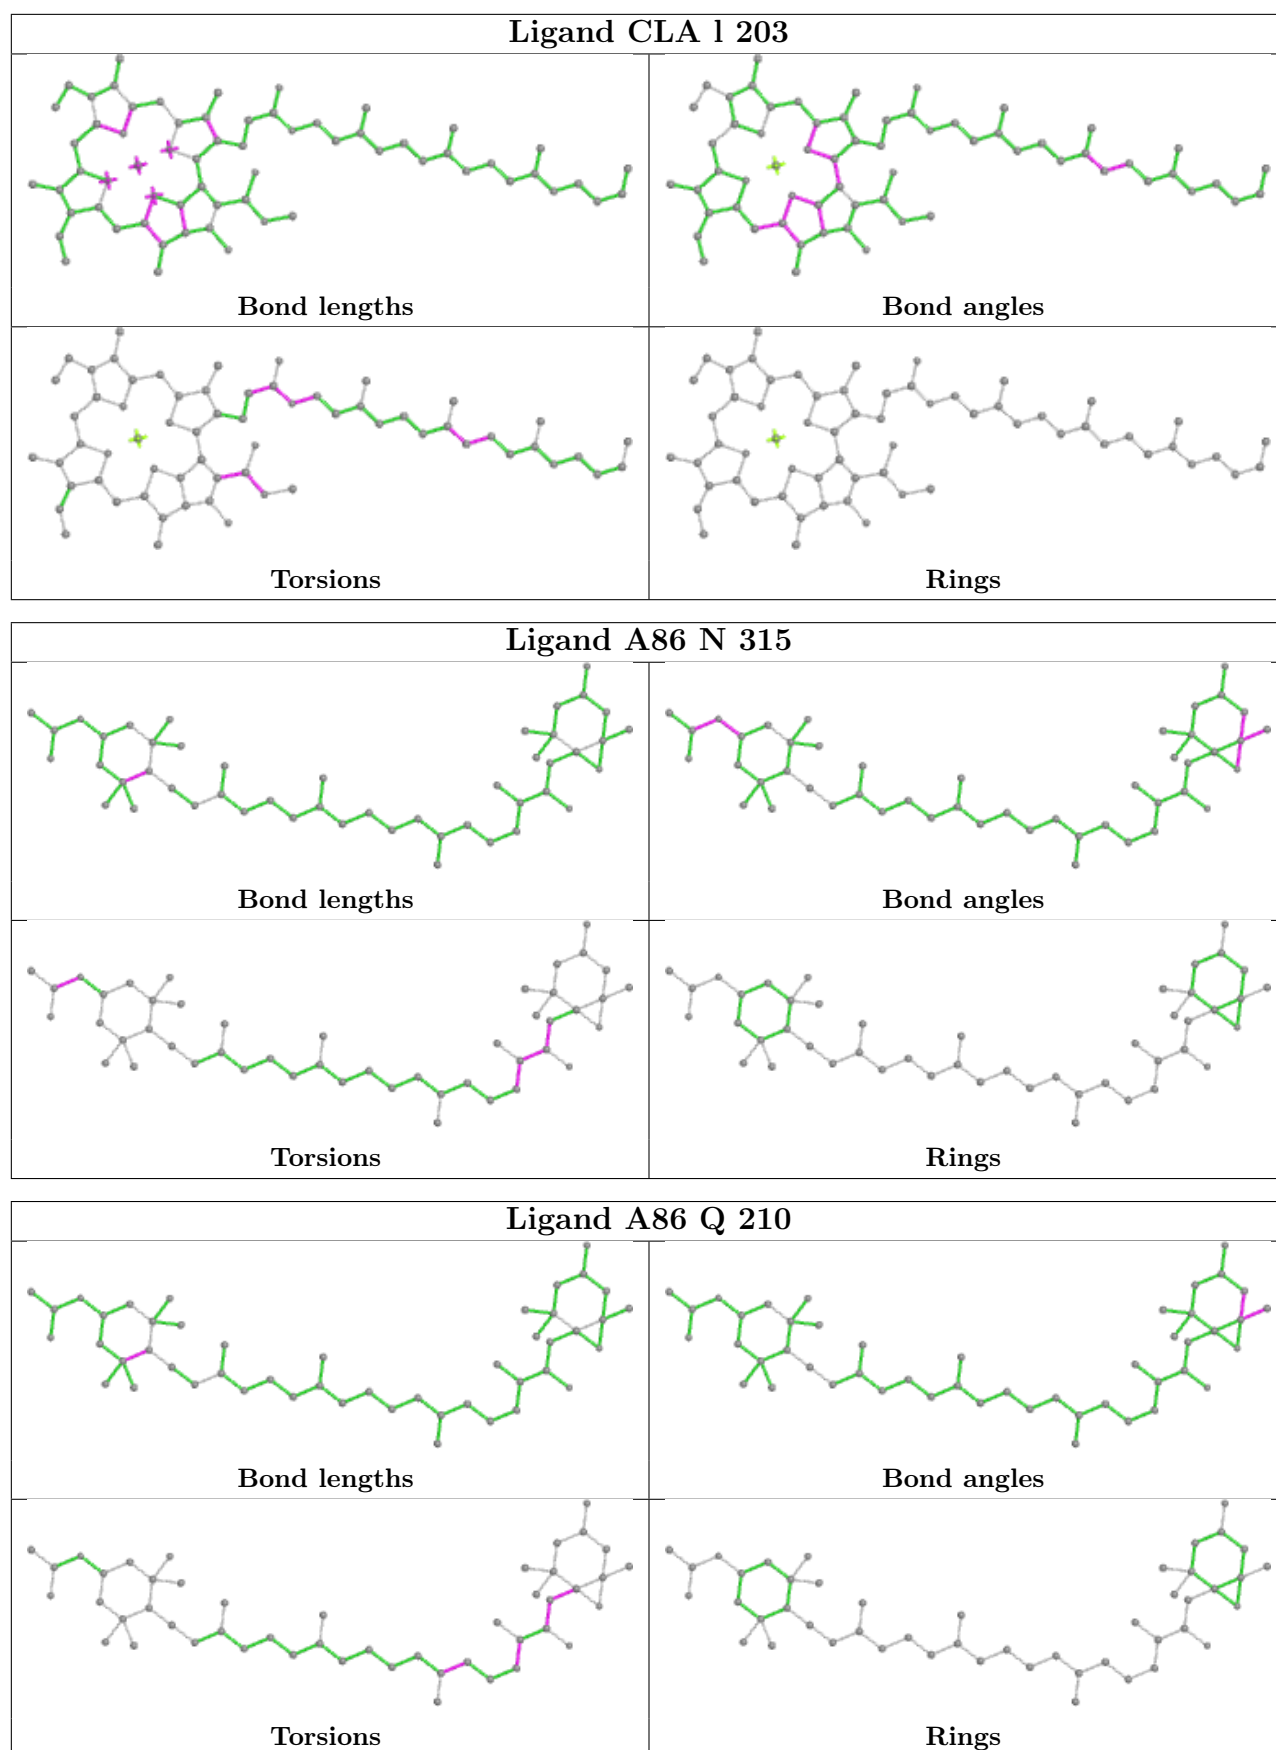 Ligand CLA l 203
Bond lengths
Bond angles
Torsions
Rings
Ligand A86 N 315
Bond lengths
Bond angles
Torsions
Rings
Ligand A86 Q 210
Bond lengths
Bond angles
Torsions
Rings